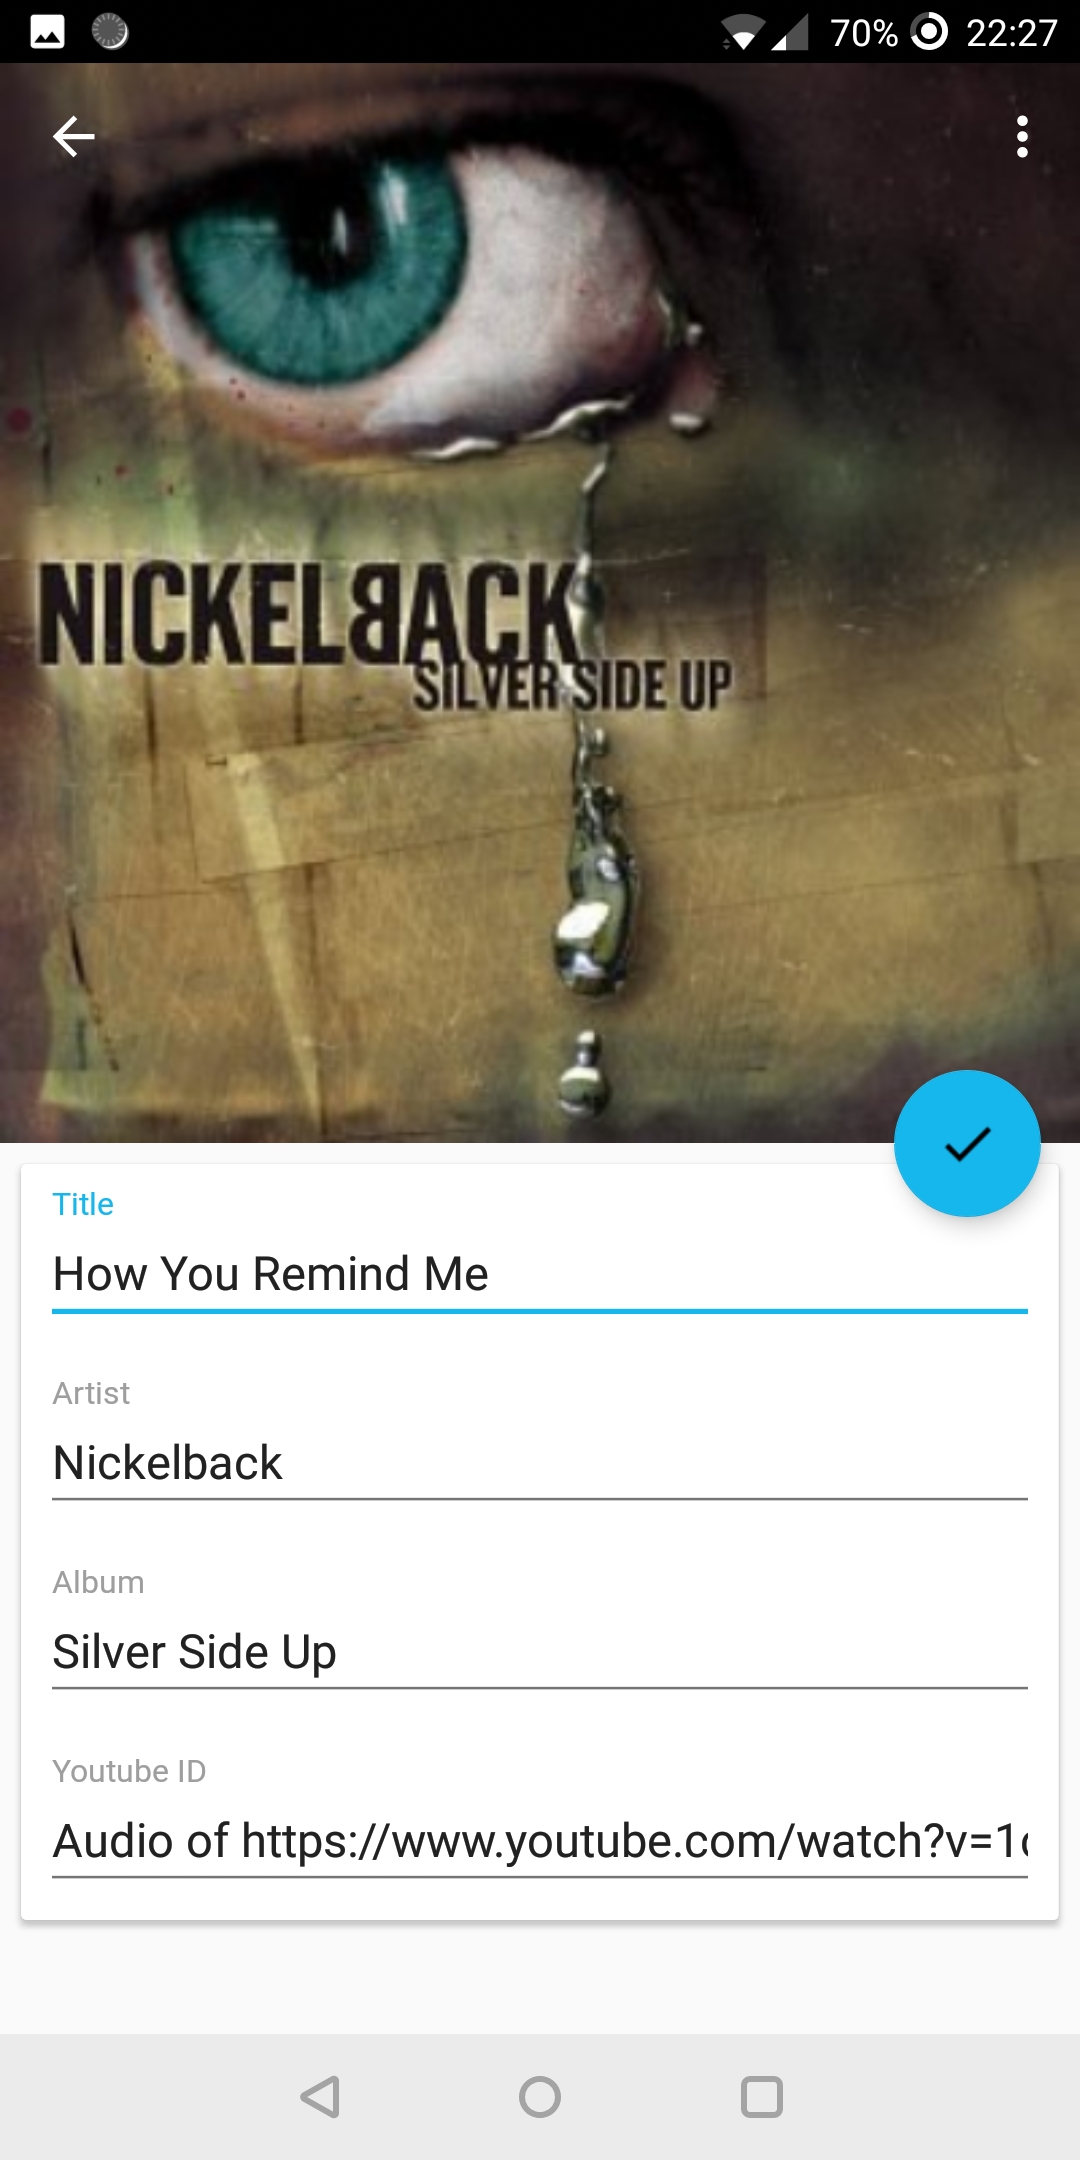 70% 22:27
NICKELBACK
SILVER SIDE UP
Title
How You Remind Me
Artist
Nickelback
Album
Silver Side Up
Youtube ID
Audio of https://www.youtube.com/watch?v=1